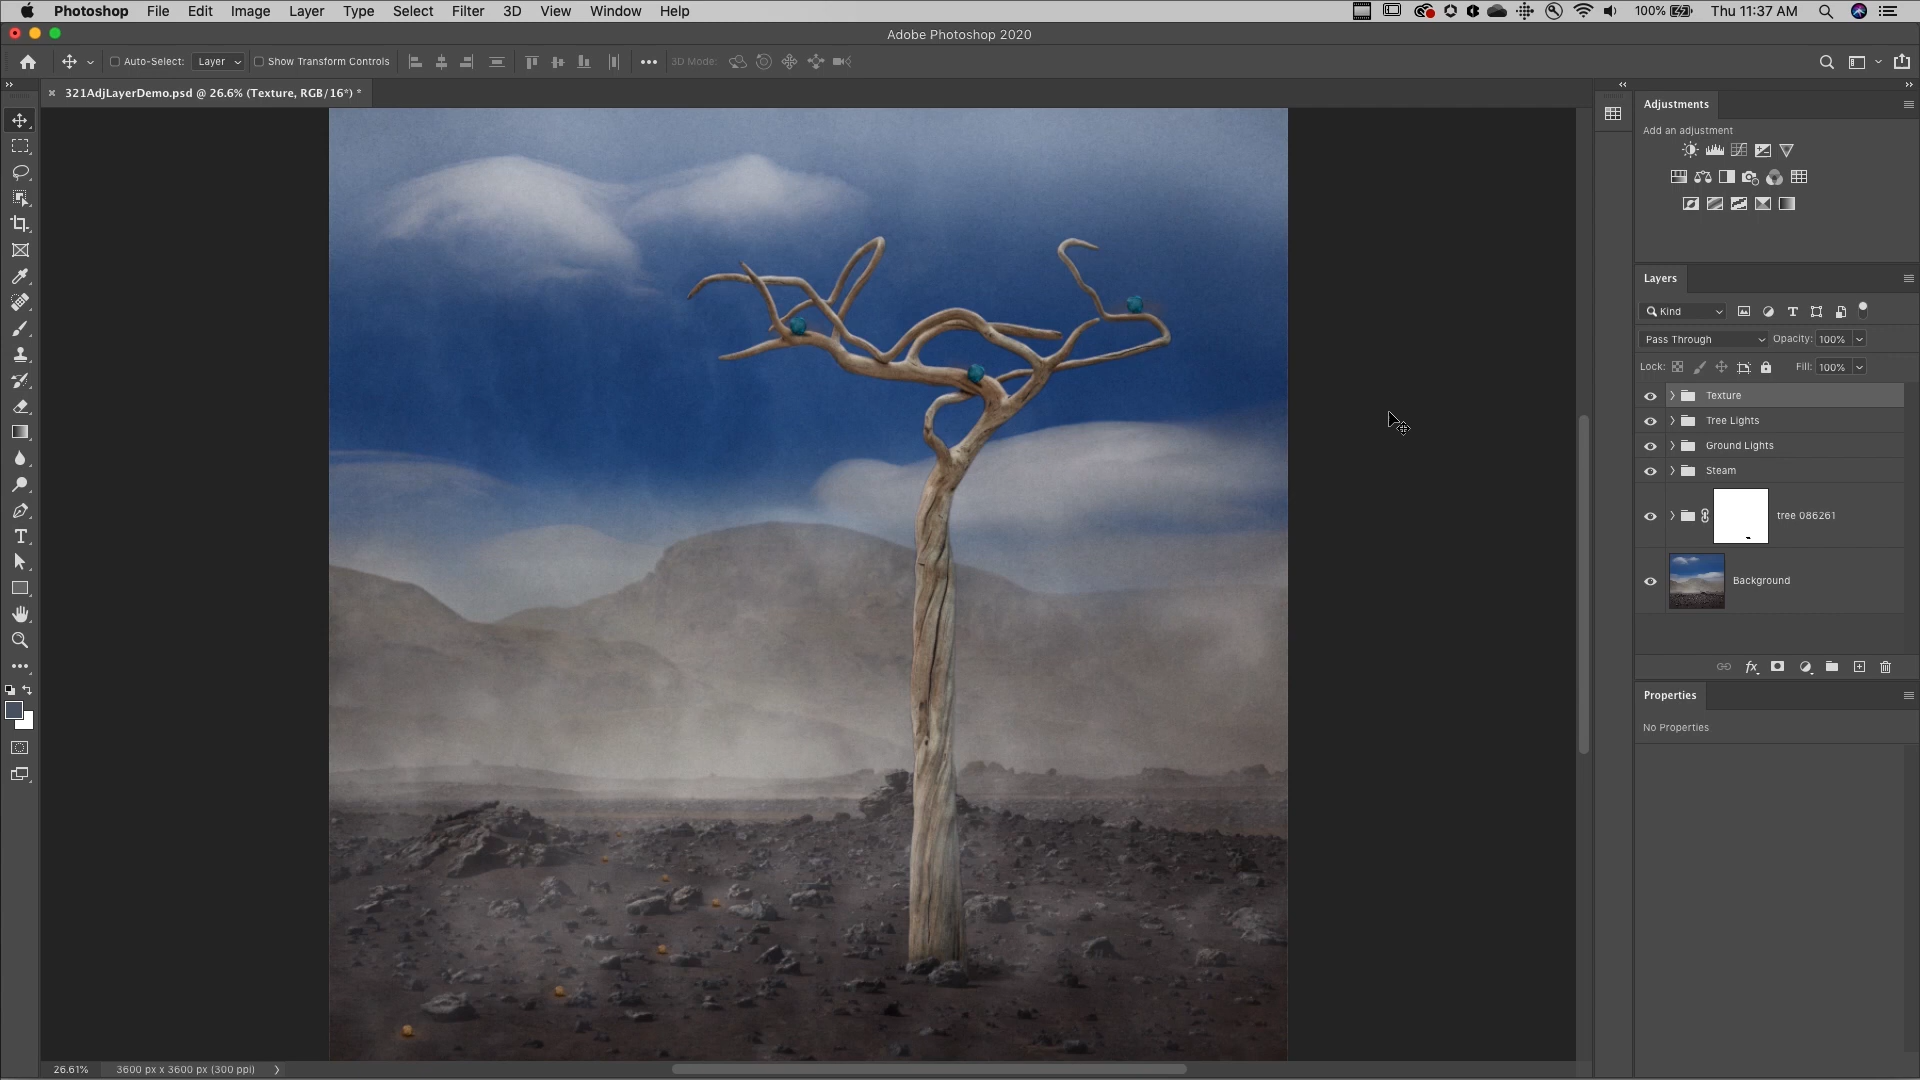 Photoshop File Edit Image Layer Type Select Filter 3D View Window Help 100% Thu 11:37 AM
Adobe Photoshop 2020
Auto-Select: Layer Show Transform Controls 3D Mode:
321AdjLayerDemo.psd @ 26.6% (Texture, RGB/16*) *
Adjustments
Add an adjustment
Layers
Kind
Pass Through Opacity: 100%
Lock: Fill: 100%
Texture
Tree Lights
Ground Lights
Steam
tree 086261
Background
fx
Properties
No Properties
26.61% 3600 px x 3600 px (300 ppi)